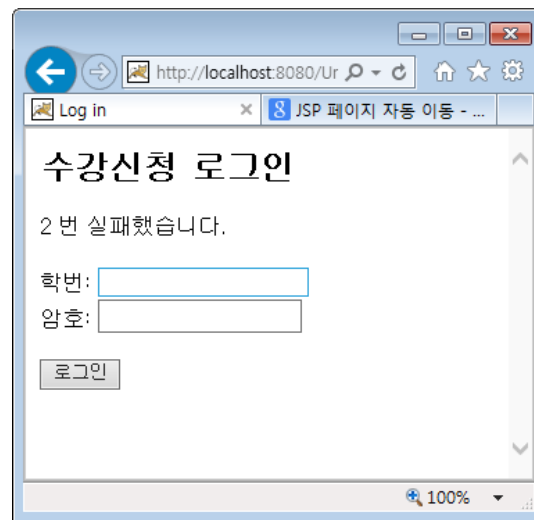 http://localhost:8080/Ur
Log in
JSP 페이지 자동 이동 - ...
수강신청 로그인
2 번 실패했습니다.
학번:
암호:
로그인
100%